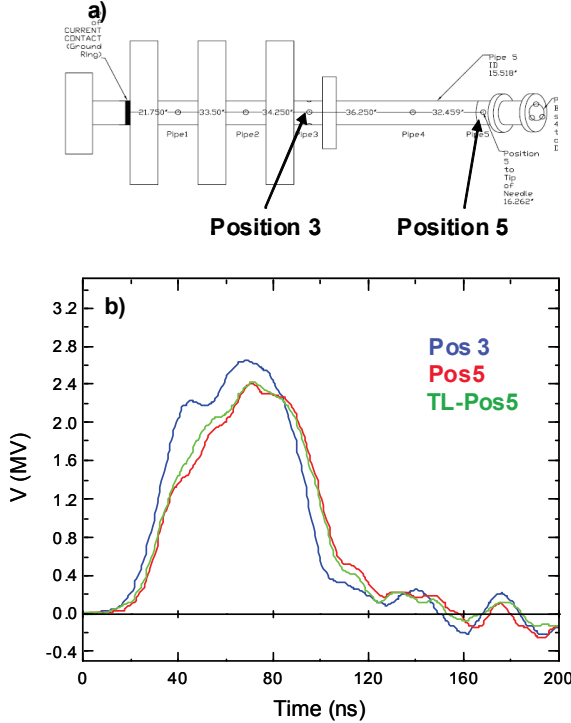 a)
of
CURRENT
CONTACT
(Ground
Ring)
Pipe 5
ID
15.518"
21.750"
33.50"
34.250"
36.250"
32.459"
Pipe1
Pipe2
Pipe3
Pipe4
Pipe5
Position
5
to
Tip
of
Needle
16.262"
Position 3
Position 5
b)
Pos 3
Pos5
TL-Pos5
V (MV)
3.2
2.8
2.4
2.0
1.6
1.2
0.8
0.4
0.0
-0.4
0
40
80
120
160
200
Time (ns)